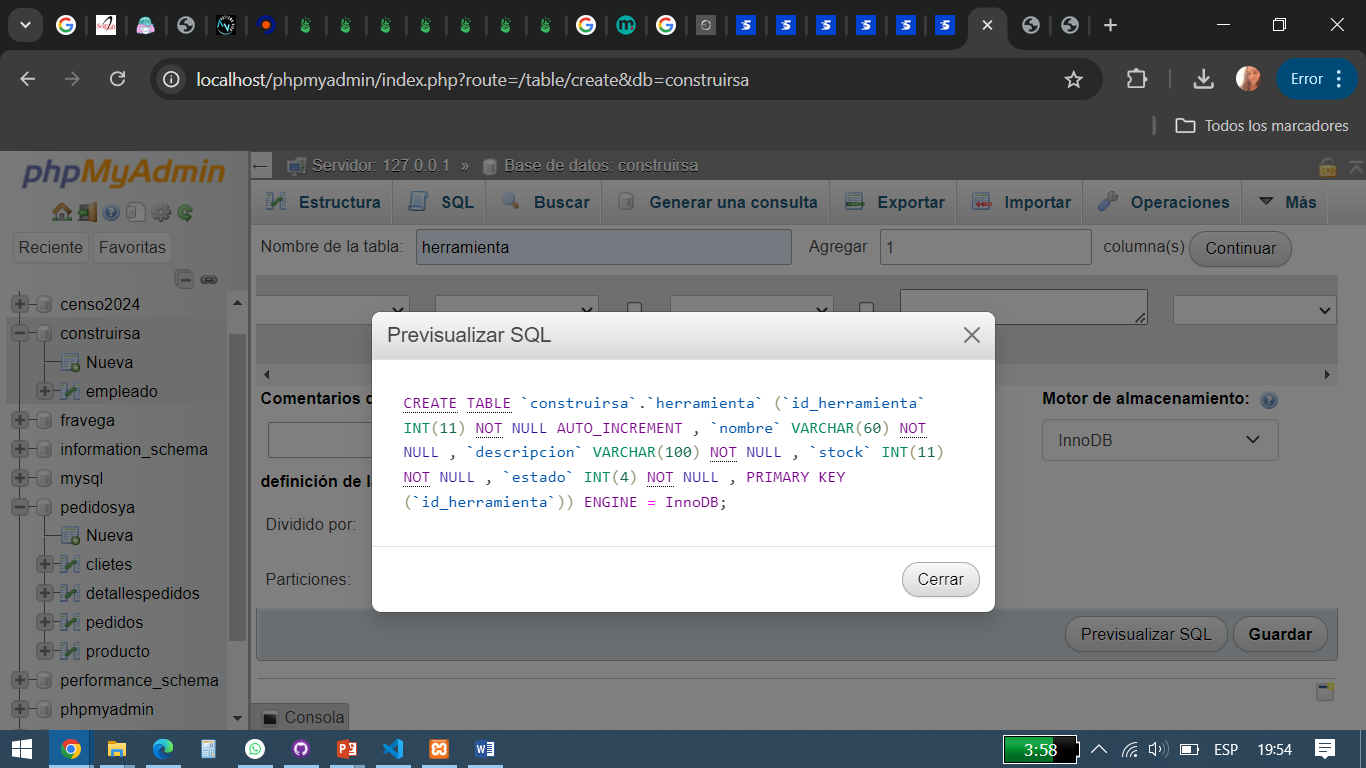 localhost/phpmyadmin/index.php?route=/table/create&db=construirsa
Error
Todos los marcadores
phpMyAdmin
Reciente
Favoritas
censo2024
construirsa
Nueva
empleado
fravega
information_schema
mysql
pedidosya
Nueva
clietes
detallespedidos
pedidos
producto
performance_schema
phpmyadmin
Servidor: 127.0.0.1 » Base de datos: construirsa
Estructura SQL Buscar Generar una consulta Exportar Importar Operaciones Más
Nombre de la tabla: herramienta Agregar 1 columna(s) Continuar
Comentarios d
Motor de almacenamiento:
InnoDB
definición de la
Dividido por:
Particiones:
Previsualizar SQL
CREATE TABLE `construirsa`.`herramienta` (`id_herramienta`
INT(11) NOT NULL AUTO_INCREMENT , `nombre` VARCHAR(60) NOT
NULL , `descripcion` VARCHAR(100) NOT NULL , `stock` INT(11)
NOT NULL , `estado` INT(4) NOT NULL , PRIMARY KEY
(`id_herramienta`)) ENGINE = InnoDB;
Cerrar
Previsualizar SQL Guardar
Consola
3:58 ESP 19:54